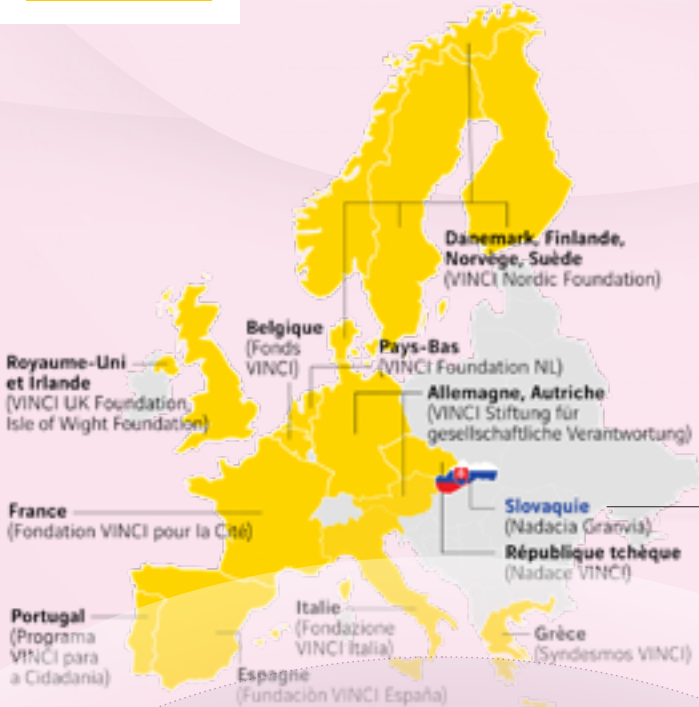 Danemark, Finlande,
Norvège, Suède
(VINCI Nordic Foundation)
Belgique
(Fonds
VINCI)
Pays-Bas
(VINCI Foundation NL)
Royaume-Uni
et Irlande
(VINCI UK Foundation,
Isle of Wight Foundation)
Allemagne, Autriche
(VINCI Stiftung für
gesellschaftliche Verantwortung)
France
(Fondation VINCI pour la Cité)
Slovaquie
(Nadacia Granvia)
République tchèque
(Nadace VINCI)
Portugal
(Programa
VINCI para
a Cidadania)
Italie
(Fondazione
VINCI Italia)
Grèce
(Syndesmos VINCI)
Espagne
(Fundación VINCI España)